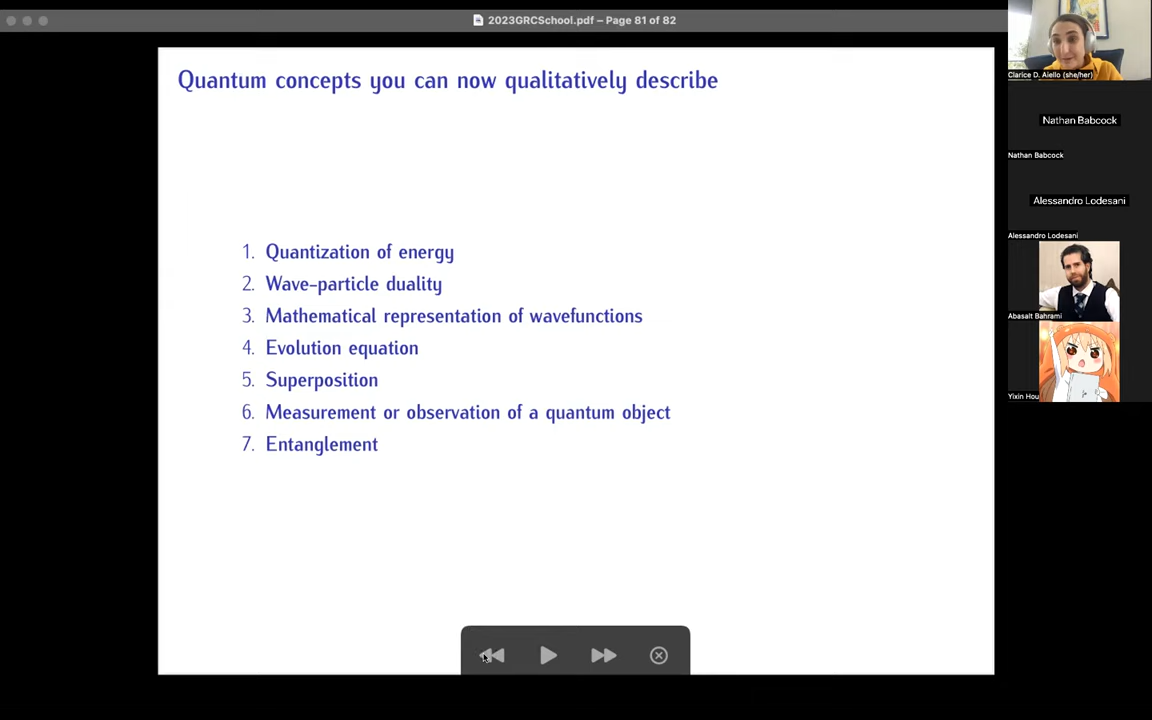 2023GRCSchool.pdf – Page 81 of 82
Quantum concepts you can now qualitatively describe
1. Quantization of energy
2. Wave-particle duality
3. Mathematical representation of wavefunctions
4. Evolution equation
5. Superposition
6. Measurement or observation of a quantum object
7. Entanglement
Clarice D. Aiello (she/her)
Nathan Babcock
Nathan Babcock
Alessandro Lodesani
Alessandro Lodesani
Abasalt Bahrami
Yixin Hou